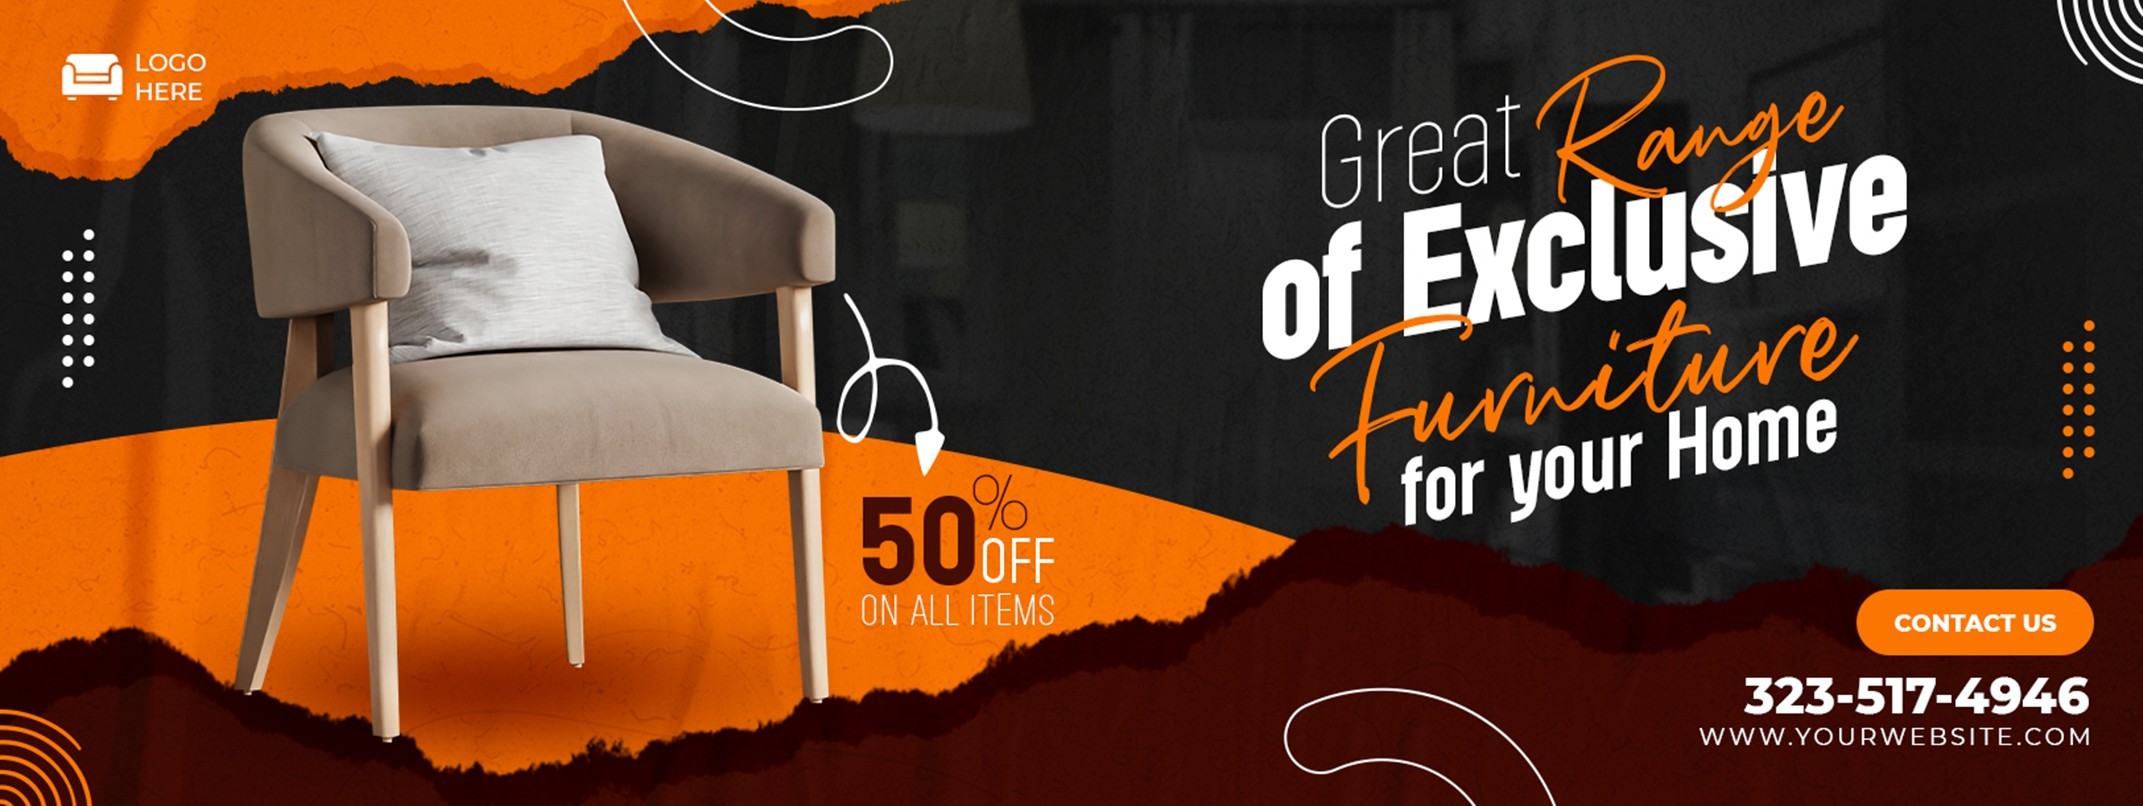 LOGO
HERE
Great Range
of Exclusive
Furniture
for your Home
50%
OFF
ON ALL ITEMS
CONTACT US
323-517-4946
WWW.YOURWEBSITE.COM